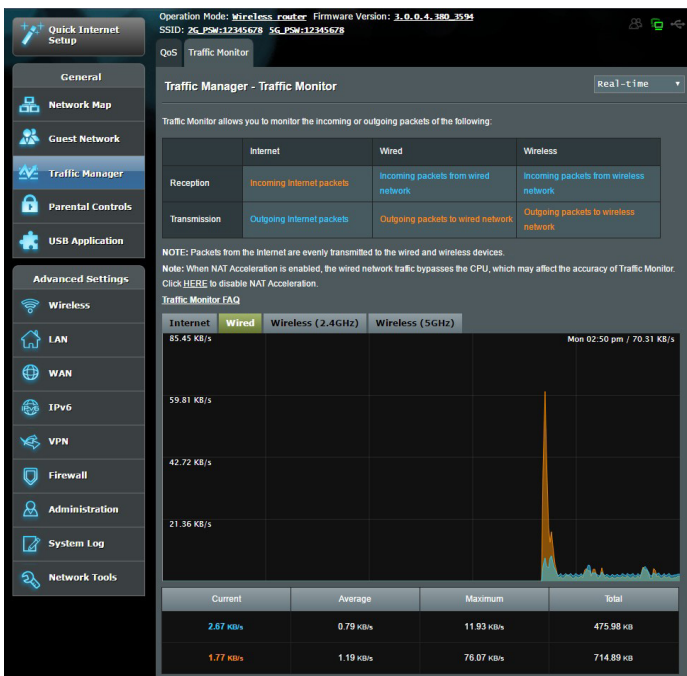 Quick Internet
Setup
Operation Mode: Wireless router Firmware Version: 3.0.0.4.380_3594
SSID: 2G_PSW:12345678 5G_PSW:12345678
QoS Traffic Monitor
General
Network Map
Guest Network
Traffic Manager
Parental Controls
USB Application
Advanced Settings
Wireless
LAN
WAN
IPv6
IPv6
VPN
Firewall
Administration
System Log
Network Tools
Traffic Manager - Traffic Monitor
Real-time
Traffic Monitor allows you to monitor the incoming or outgoing packets of the following:
Internet Wired Wireless
Reception Incoming Internet packets Incoming packets from wired network Incoming packets from wireless network
Transmission Outgoing Internet packets Outgoing packets to wired network Outgoing packets to wireless network
NOTE: Packets from the Internet are evenly transmitted to the wired and wireless devices.
Note: When NAT Acceleration is enabled, the wired network trafic bypasses the CPU, which may affect the accuracy of Traffic Monitor.
Click HERE to disable NAT Acceleration.
Traffic Monitor FAQ
Internet Wired Wireless (2.4GHz) Wireless (5GHz)
85.45 KB/s Mon 02:50 pm / 70.31 KB/s
59.81 KB/s
42.72 KB/s
21.36 KB/s
Current Average Maximum Total
2.67 KB/s 0.79 KB/s 11.93 KB/s 475.98 KB
1.77 KB/s 1.19 KB/s 76.07 KB/s 714.89 KB